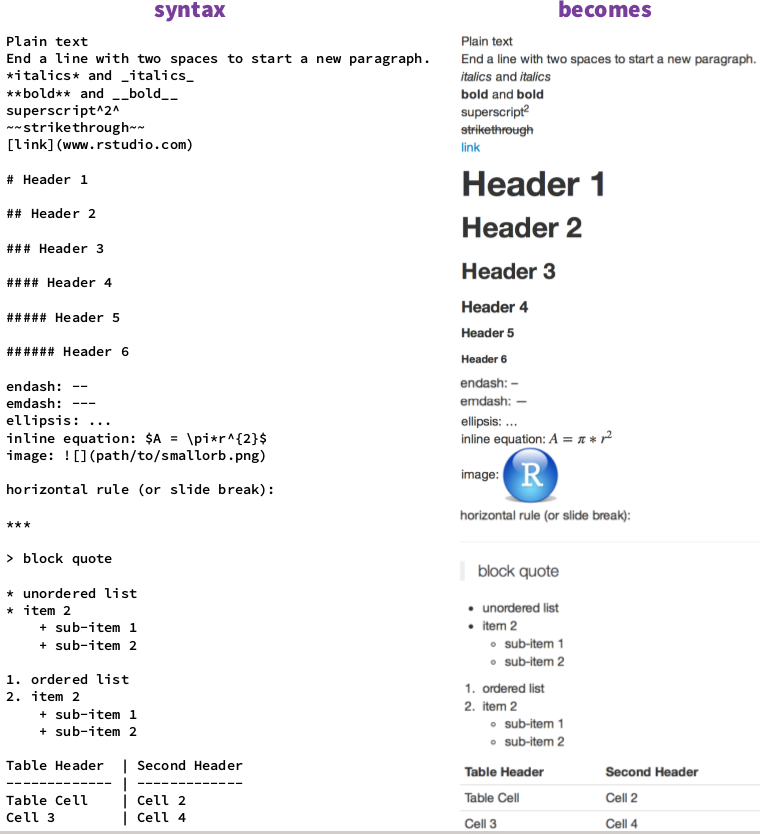 syntax
Plain text
End a line with two spaces to start a new paragraph.
*italics* and _italics_
**bold** and __bold__
superscript^2^
~~strikethrough~~
[link](www.rstudio.com)
# Header 1
## Header 2
### Header 3
#### Header 4
##### Header 5
###### Header 6
endash: --
emdash: ---
ellipsis: ...
inline equation: $A = \pi*r^{2}$
image: ![](path/to/smallorb.png)
horizontal rule (or slide break):
***
> block quote
* unordered list
* item 2
    + sub-item 1
    + sub-item 2
1. ordered list
2. item 2
    + sub-item 1
    + sub-item 2
Table Header  | Second Header
------------- | -------------
Table Cell    | Cell 2
Cell 3        | Cell 4
becomes
Plain text
End a line with two spaces to start a new paragraph.
italics and italics
bold and bold
superscript²
strikethrough
link
Header 1
Header 2
Header 3
Header 4
Header 5
Header 6
endash: –
emdash: —
ellipsis: …
inline equation: A = π * r²
image: R
horizontal rule (or slide break):
block quote
• unordered list
• item 2
    ◦ sub-item 1
    ◦ sub-item 2
1. ordered list
2. item 2
    ◦ sub-item 1
    ◦ sub-item 2
Table Header Second Header
Table Cell Cell 2
Cell 3 Cell 4